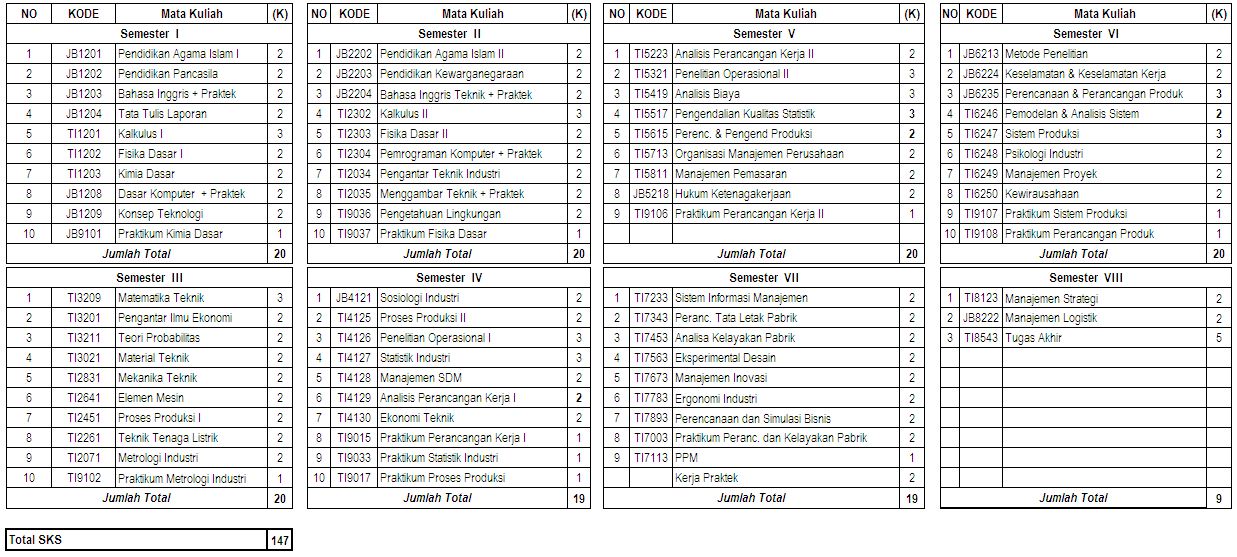 NO KODE Mata Kuliah (K)
Semester I
1 JB1201 Pendidikan Agama Islam I 2
2 JB1202 Pendidikan Pancasila 2
3 JB1203 Bahasa Inggris + Praktek 2
4 JB1204 Tata Tulis Laporan 2
5 TI1201 Kalkulus I 3
6 TI1202 Fisika Dasar I 2
7 TI1203 Kimia Dasar 2
8 JB1208 Dasar Komputer + Praktek 2
9 JB1209 Konsep Teknologi 2
10 JB9101 Praktikum Kimia Dasar 1
Jumlah Total 20
NO KODE Mata Kuliah (K)
Semester II
1 JB2202 Pendidikan Agama Islam II 2
2 JB2203 Pendidikan Kewarganegaraan 2
3 JB2204 Bahasa Inggris Teknik + Praktek 2
4 TI2302 Kalkulus II 3
5 TI2303 Fisika Dasar II 2
6 TI2304 Pemrograman Komputer + Praktek 2
7 TI2034 Pengantar Teknik Industri 2
8 TI2035 Menggambar Teknik + Praktek 2
9 TI9036 Pengetahuan Lingkungan 2
10 TI9037 Praktikum Fisika Dasar 1
Jumlah Total 20
NO KODE Mata Kuliah (K)
Semester V
1 TI5223 Analisis Perancangan Kerja II 2
2 TI5321 Penelitian Operasional II 3
3 TI5419 Analisis Biaya 3
4 TI5517 Pengendalian Kualitas Statistik 3
5 TI5615 Perenc. & Pengend Produksi 2
6 TI5713 Organisasi Manajemen Perusahaan 2
7 TI5811 Manajemen Pemasaran 2
8 JB5218 Hukum Ketenagakerjaan 2
9 TI9106 Praktikum Perancangan Kerja II 1
Jumlah Total 20
NO KODE Mata Kuliah (K)
Semester VI
1 JB6213 Metode Penelitian 2
2 JB6224 Keselamatan & Keselamatan Kerja 2
3 JB6235 Perencanaan & Perancangan Produk 3
4 TI6246 Pemodelan & Analisis Sistem 2
5 TI6247 Sistem Produksi 3
6 TI6248 Psikologi Industri 2
7 TI6249 Manajemen Proyek 2
8 TI6250 Kewirausahaan 2
9 TI9107 Praktikum Sistem Produksi 1
10 TI9108 Praktikum Perancangan Produk 1
Jumlah Total 20
Semester III
1 TI3209 Matematika Teknik 3
2 TI3201 Pengantar Ilmu Ekonomi 2
3 TI3211 Teori Probabilitas 2
4 TI3021 Material Teknik 2
5 TI2831 Mekanika Teknik 2
6 TI2641 Elemen Mesin 2
7 TI2451 Proses Produksi I 2
8 TI2261 Teknik Tenaga Listrik 2
9 TI2071 Metrologi Industri 2
10 TI9102 Praktikum Metrologi Industri 1
Jumlah Total 20
Semester IV
1 JB4121 Sosiologi Industri 2
2 TI4125 Proses Produksi II 2
3 TI4126 Penelitian Operasional I 3
4 TI4127 Statistik Industri 3
5 TI4128 Manajemen SDM 2
6 TI4129 Analisis Perancangan Kerja I 2
7 TI4130 Ekonomi Teknik 2
8 TI9015 Praktikum Perancangan Kerja I 1
9 TI9033 Praktikum Statistik Industri 1
10 TI9017 Praktikum Proses Produksi 1
Jumlah Total 19
Semester VII
1 TI7233 Sistem Informasi Manajemen 2
2 TI7343 Peranc. Tata Letak Pabrik 2
3 TI7453 Analisa Kelayakan Pabrik 2
4 TI7563 Eksperimental Desain 2
5 TI7673 Manajemen Inovasi 2
6 TI7783 Ergonomi Industri 2
7 TI7893 Perencanaan dan Simulasi Bisnis 2
8 TI7003 Praktikum Peranc. dan Kelayakan Pabrik 2
9 TI7113 PPM 1
Kerja Praktek 2
Jumlah Total 19
Semester VIII
1 TI8123 Manajemen Strategi 2
2 JB8222 Manajemen Logistik 2
3 TI8543 Tugas Akhir 5
Jumlah Total 9
Total SKS 147